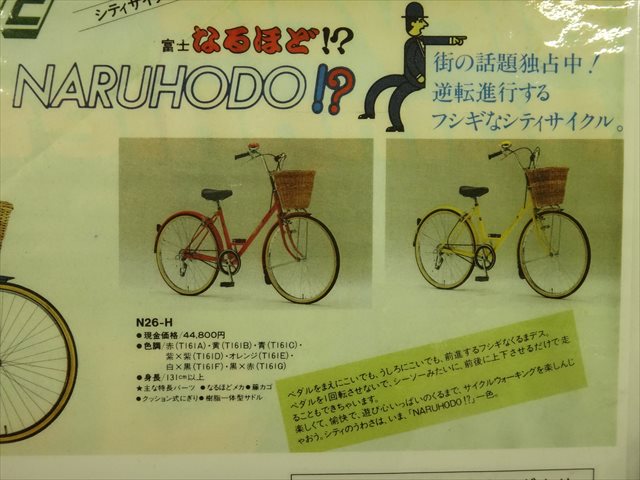 シティサイク
富士 なるほど!?
NARUHODO!?
街の話題独占中!
逆転進行する
フシギなシティサイクル。
N26-H
●現金価格/44,800円
●色調/赤(T161A)・黄(T161B)・青(T161C)・
紫×紫(T161D)・オレンジ(T161E)・
白×黒(T161F)・黒×赤(T161G)
●身長/131cm以上
★主な特長パーツ ●なるほどメカ●藤カゴ
●クッション式にぎり●樹脂一体型サドル
ペダルをまえにこいでも、うしろにこいでも、前進するフシギなくるまデス。
ペダルを1回転させないで、シーソーみたいに、前後に上下させるだけで走
ることもできちゃいます。
楽しくて、愉快で、遊び心いっぱいのくるまで、サイクルウォーキングを楽しんじ
ゃおう。シティのうわさは、いま、「NARUHODO!?」一色。